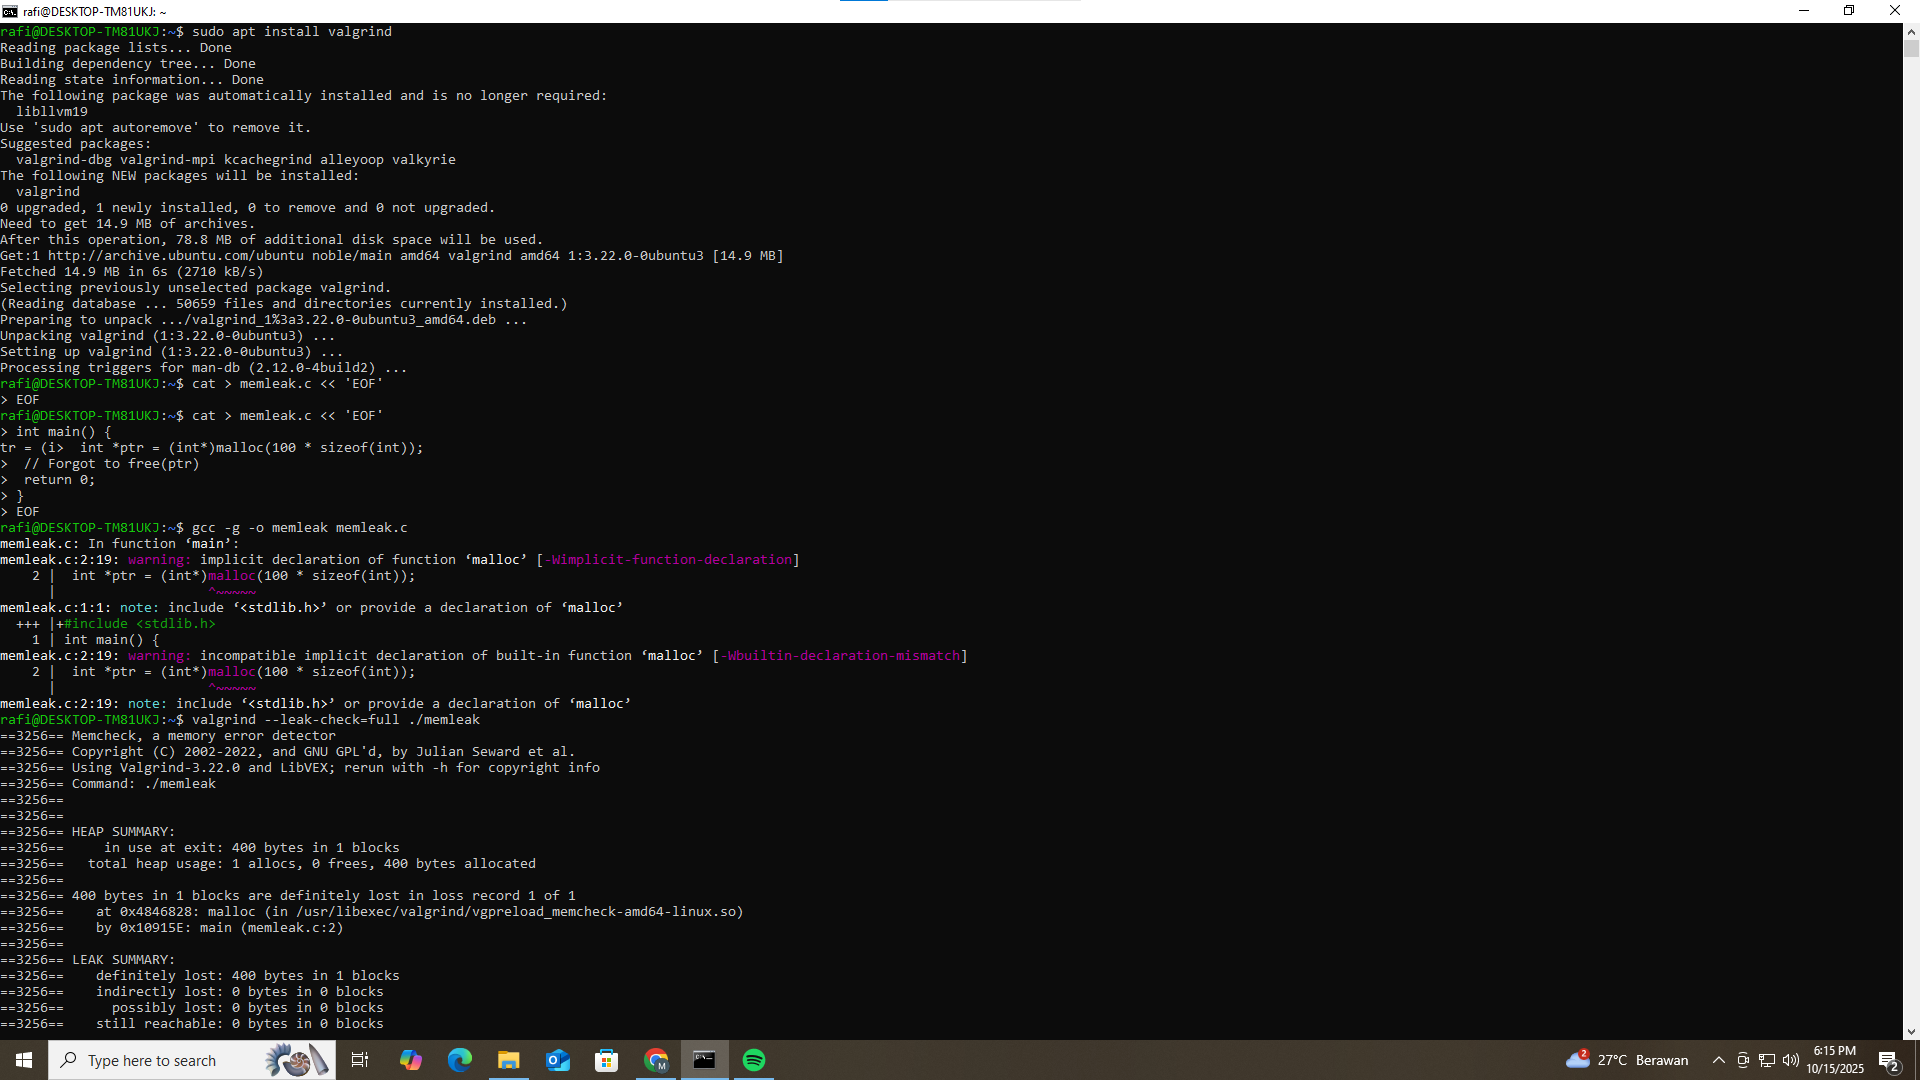 rafi@DESKTOP-TM81UKJ: ~
rafi@DESKTOP-TM81UKJ:~$ sudo apt install valgrind
Reading package lists... Done
Building dependency tree... Done
Reading state information... Done
The following package was automatically installed and is no longer required:
  libllvm19
Use 'sudo apt autoremove' to remove it.
Suggested packages:
  valgrind-dbg valgrind-mpi kcachegrind alleyoop valkyrie
The following NEW packages will be installed:
  valgrind
0 upgraded, 1 newly installed, 0 to remove and 0 not upgraded.
Need to get 14.9 MB of archives.
After this operation, 78.8 MB of additional disk space will be used.
Get:1 http://archive.ubuntu.com/ubuntu noble/main amd64 valgrind amd64 1:3.22.0-0ubuntu3 [14.9 MB]
Fetched 14.9 MB in 6s (2710 kB/s)
Selecting previously unselected package valgrind.
(Reading database ... 50659 files and directories currently installed.)
Preparing to unpack .../valgrind_1%3a3.22.0-0ubuntu3_amd64.deb ...
Unpacking valgrind (1:3.22.0-0ubuntu3) ...
Setting up valgrind (1:3.22.0-0ubuntu3) ...
Processing triggers for man-db (2.12.0-4build2) ...
rafi@DESKTOP-TM81UKJ:~$ cat > memleak.c << 'EOF'
> EOF
rafi@DESKTOP-TM81UKJ:~$ cat > memleak.c << 'EOF'
> int main() {
tr = (i>  int *ptr = (int*)malloc(100 * sizeof(int));
>  // Forgot to free(ptr)
>  return 0;
> }
> EOF
rafi@DESKTOP-TM81UKJ:~$ gcc -g -o memleak memleak.c
memleak.c: In function ‘main’:
memleak.c:2:19: warning: implicit declaration of function ‘malloc’ [-Wimplicit-function-declaration]
    2 |  int *ptr = (int*)malloc(100 * sizeof(int));
      |                   ^~~~~~
memleak.c:1:1: note: include ‘<stdlib.h>’ or provide a declaration of ‘malloc’
  +++ |+#include <stdlib.h>
    1 | int main() {
memleak.c:2:19: warning: incompatible implicit declaration of built-in function ‘malloc’ [-Wbuiltin-declaration-mismatch]
    2 |  int *ptr = (int*)malloc(100 * sizeof(int));
      |                   ^~~~~~
memleak.c:2:19: note: include ‘<stdlib.h>’ or provide a declaration of ‘malloc’
rafi@DESKTOP-TM81UKJ:~$ valgrind --leak-check=full ./memleak
==3256== Memcheck, a memory error detector
==3256== Copyright (C) 2002-2022, and GNU GPL'd, by Julian Seward et al.
==3256== Using Valgrind-3.22.0 and LibVEX; rerun with -h for copyright info
==3256== Command: ./memleak
==3256==
==3256==
==3256== HEAP SUMMARY:
==3256==     in use at exit: 400 bytes in 1 blocks
==3256==   total heap usage: 1 allocs, 0 frees, 400 bytes allocated
==3256==
==3256== 400 bytes in 1 blocks are definitely lost in loss record 1 of 1
==3256==    at 0x4846828: malloc (in /usr/libexec/valgrind/vgpreload_memcheck-amd64-linux.so)
==3256==    by 0x10915E: main (memleak.c:2)
==3256==
==3256== LEAK SUMMARY:
==3256==    definitely lost: 400 bytes in 1 blocks
==3256==    indirectly lost: 0 bytes in 0 blocks
==3256==      possibly lost: 0 bytes in 0 blocks
==3256==    still reachable: 0 bytes in 0 blocks
Type here to search
M
2
27°C Berawan
6:15 PM
10/15/2025
2